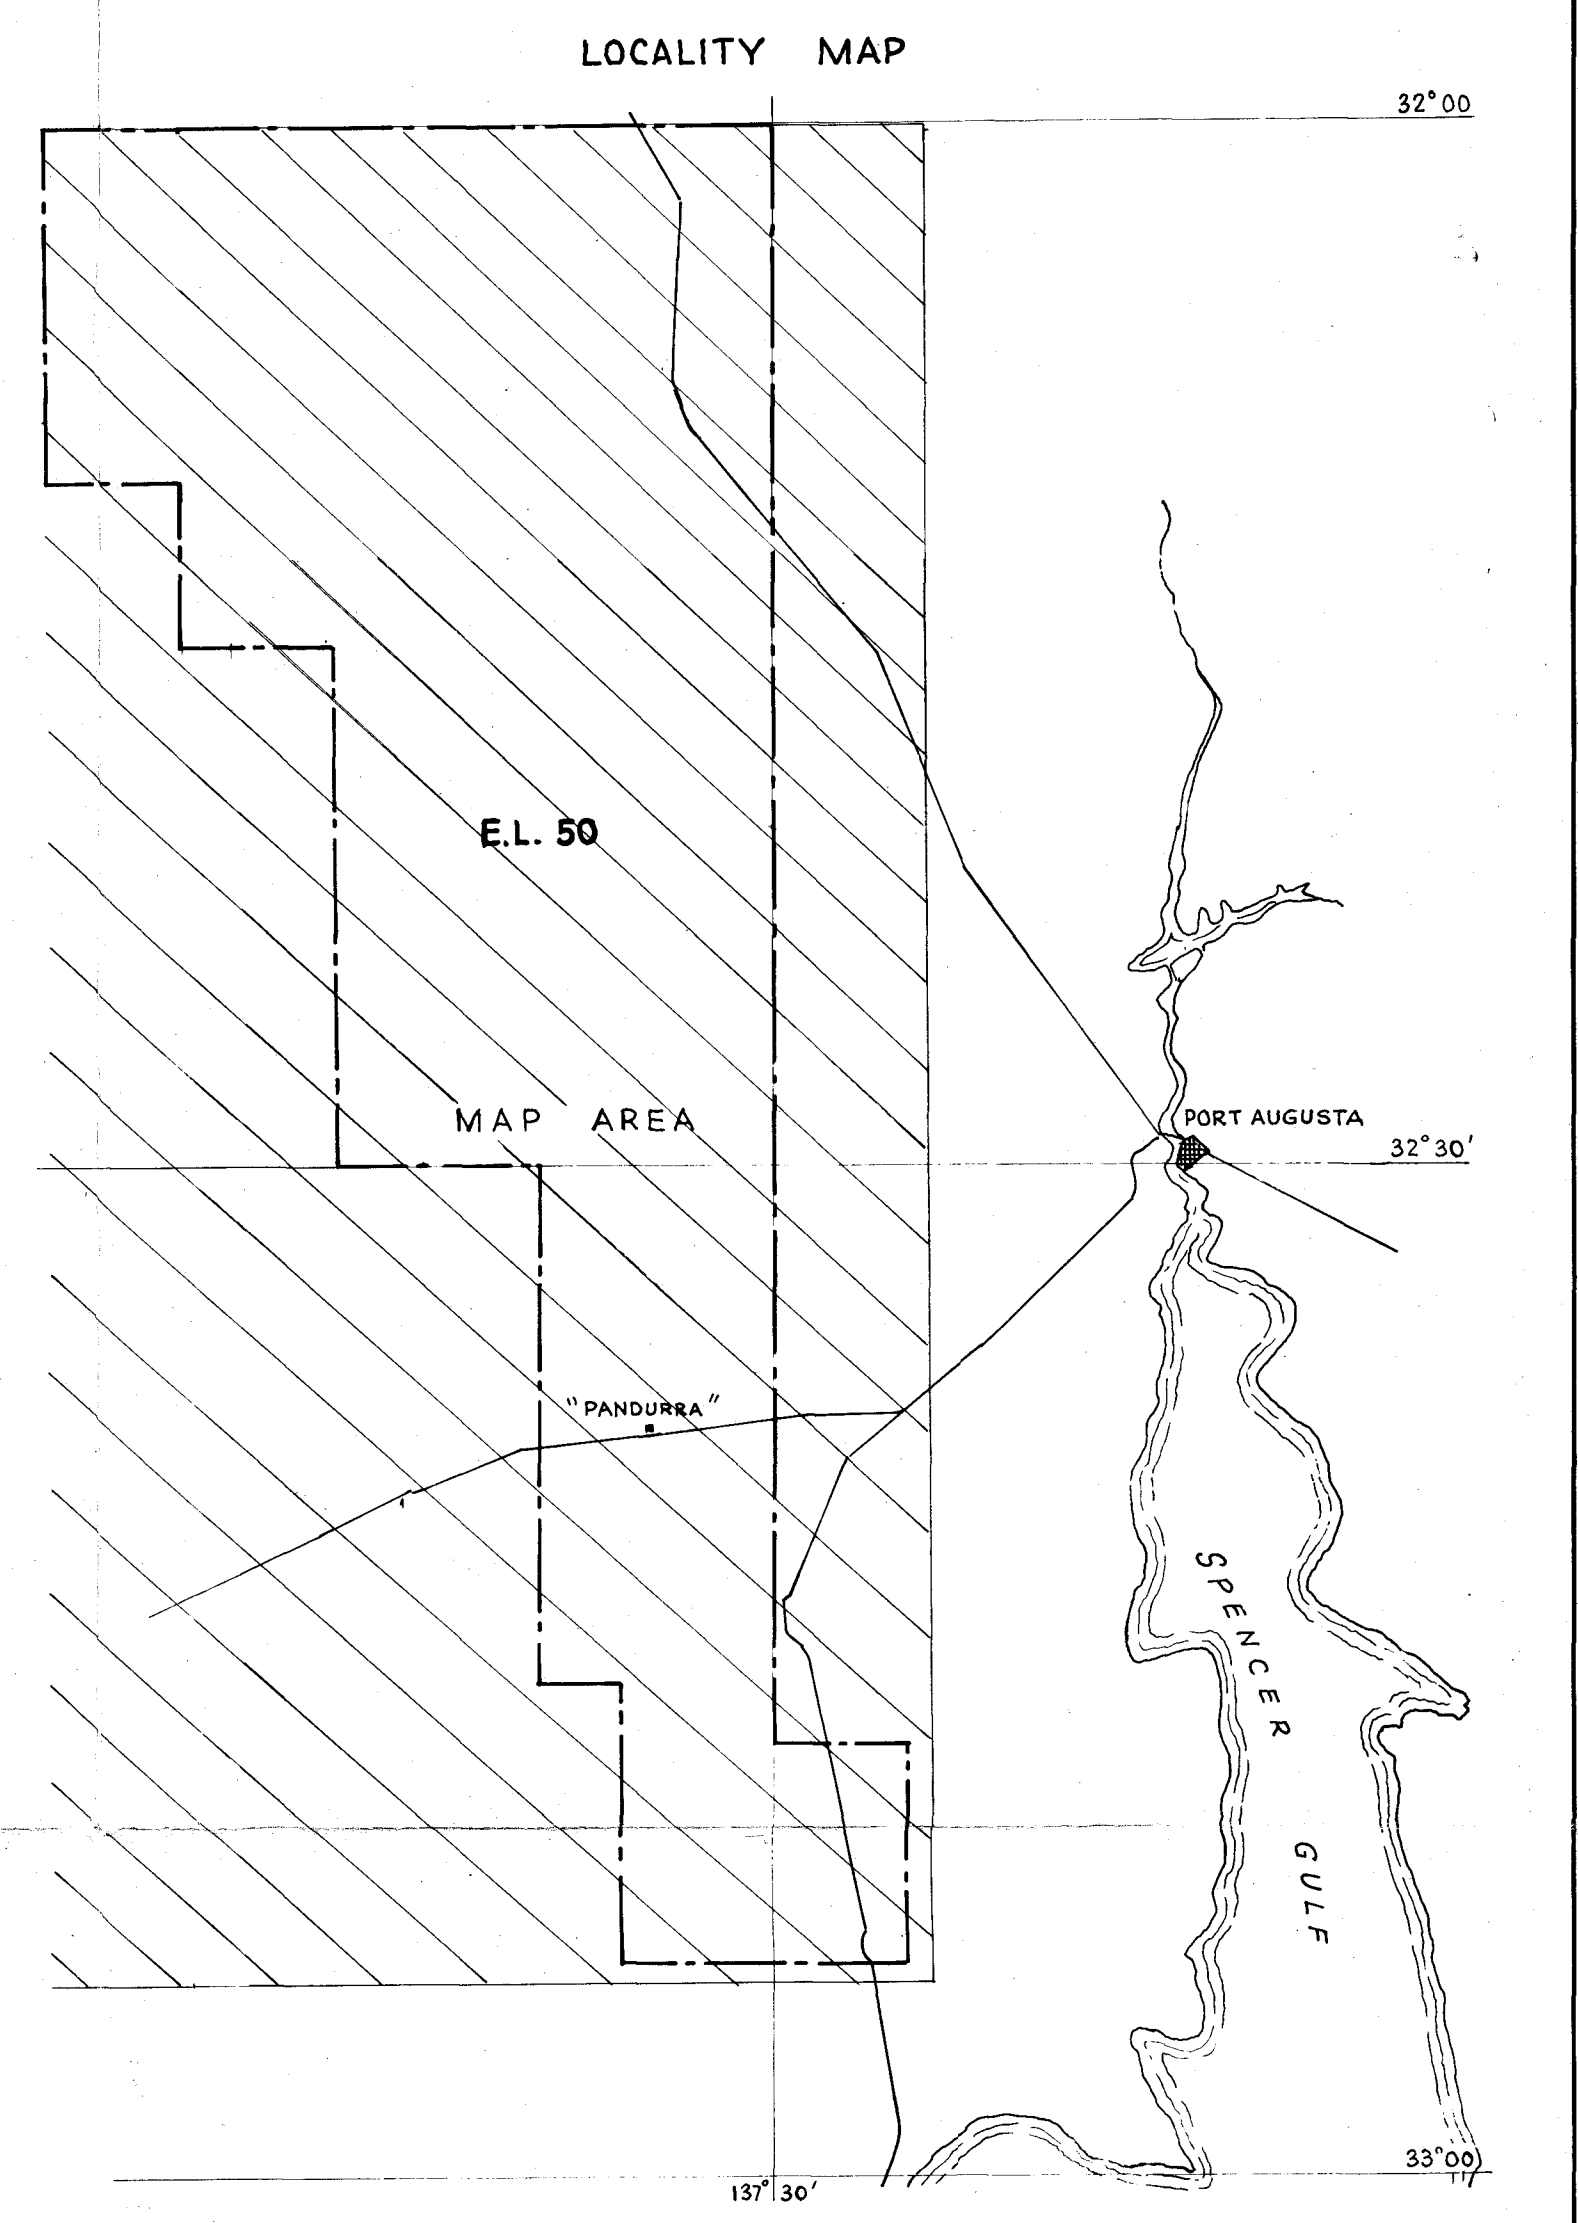 LOCALITY MAP
32°00
E.L. 50
MAP AREA
PORT AUGUSTA
32°30'
"PANDURRA"
SPENCER GULF
33°00
137°30'